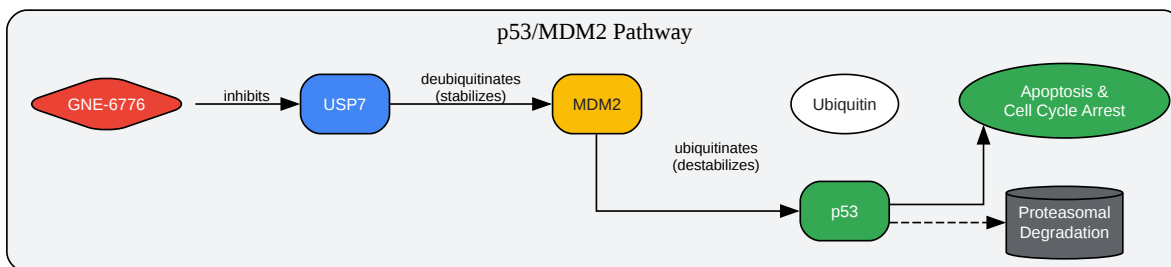 p53/MDM2 Pathway
GNE-6776
inhibits
USP7
deubiquitinates
(stabilizes)
MDM2
Ubiquitin
Apoptosis &
Cell Cycle Arrest
ubiquitinates
(destabilizes)
p53
Proteasomal
Degradation